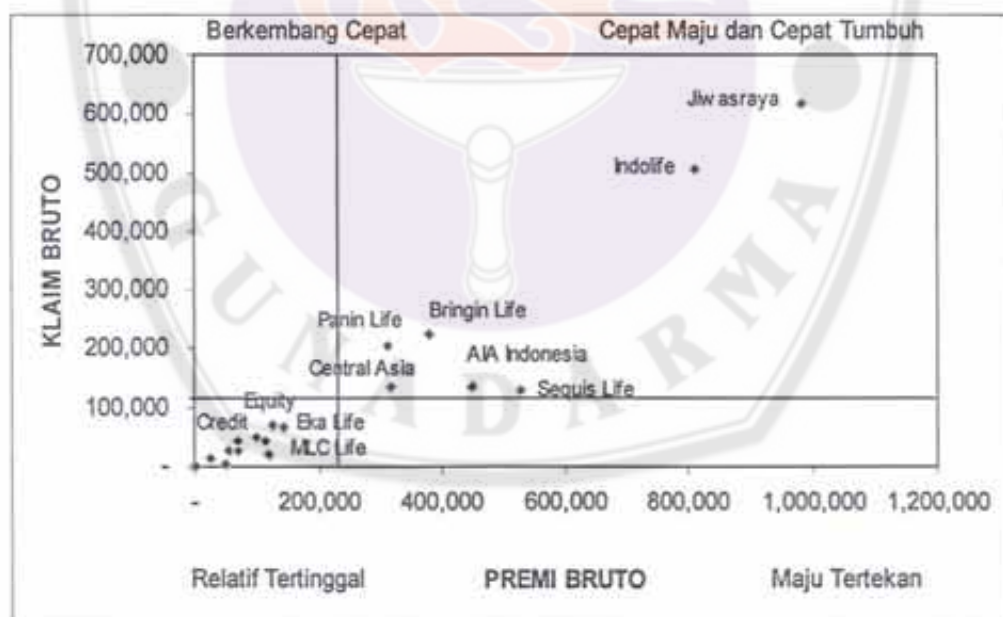 Berkembang Cepat Cepat Maju dan Cepat Tumbuh
700,000
600,000
500,000
400,000
300,000
200,000
100,000
-
KLAIM BRUTO
Jiwasraya
Indolife
Panin Life
Bringin Life
Central Asia
AIA Indonesia
Sequis Life
Equity
Credit
Eka Life
MLC Life
- 200,000 400,000 600,000 800,000 1,000,000 1,200,000
Relatif Tertinggal PREMI BRUTO Maju Tertekan
GUNADARMA